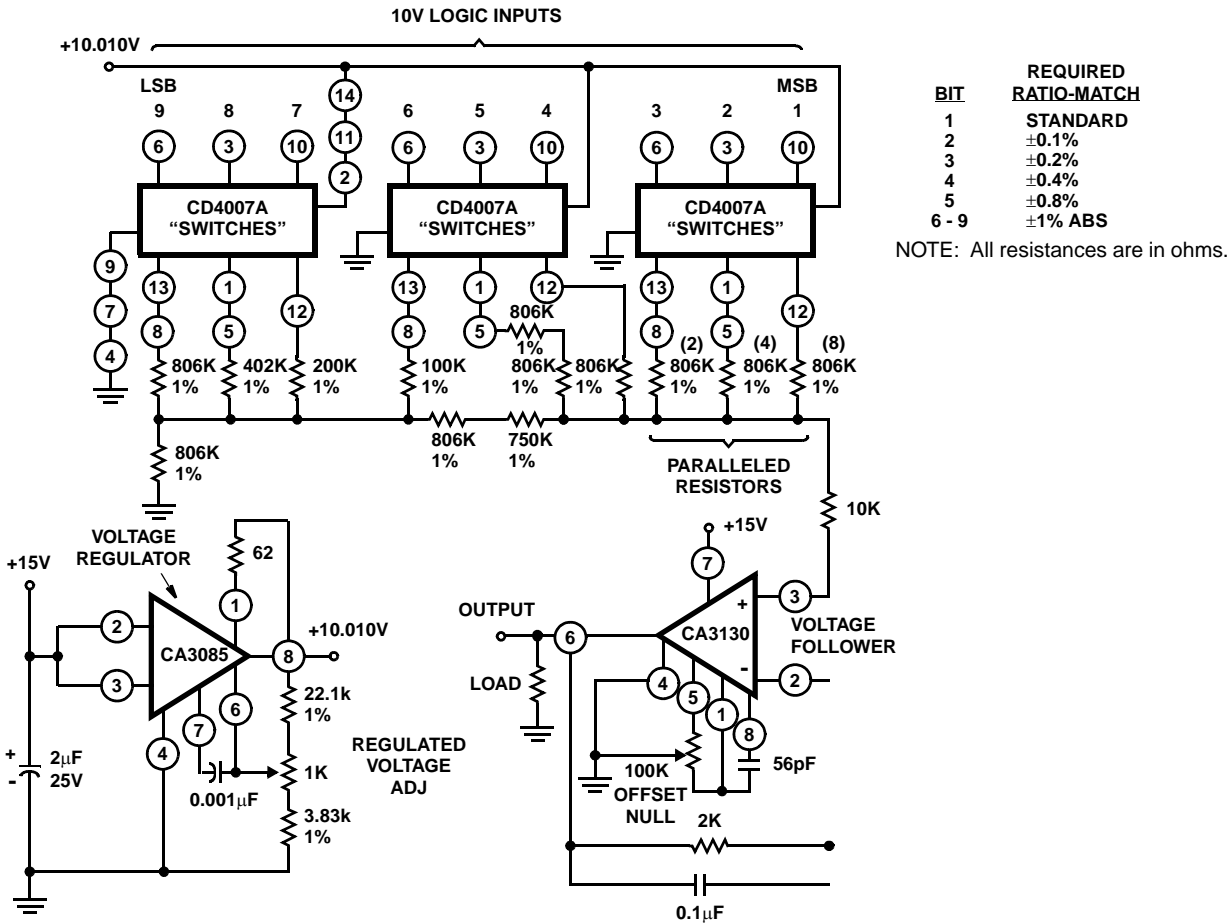 10V LOGIC INPUTS
+10.010V
LSB
MSB
9 8 7 6 5 4 3 2 1
14
11
2
6 3 10 6 3 10 6 3 10
CD4007A
“SWITCHES”
CD4007A
“SWITCHES”
CD4007A
“SWITCHES”
9
7
4
13 1 12
8 5
13 1 12
8 5
13 1 12
8 5
806K
1%
402K
1%
200K
1%
100K
1%
806K
1%
806K
1%
806K
1%
(2)
806K
1%
(4)
806K
1%
(8)
806K
1%
806K
1%
750K
1%
806K
1%
PARALLELED
RESISTORS
10K
REQUIRED
BIT RATIO-MATCH
1 STANDARD
2 ±0.1%
3 ±0.2%
4 ±0.4%
5 ±0.8%
6 - 9 ±1% ABS
NOTE: All resistances are in ohms.
VOLTAGE
REGULATOR
+15V
62
1
2
3
CA3085
8
+10.010V
6
7
4
22.1k
1%
1K
3.83k
1%
0.001µF
+
-
2µF
25V
REGULATED
VOLTAGE
ADJ
+15V
7
OUTPUT
6
CA3130
+
-
3
2
VOLTAGE
FOLLOWER
LOAD
4
5
1
8
100K
OFFSET
NULL
56pF
2K
0.1µF